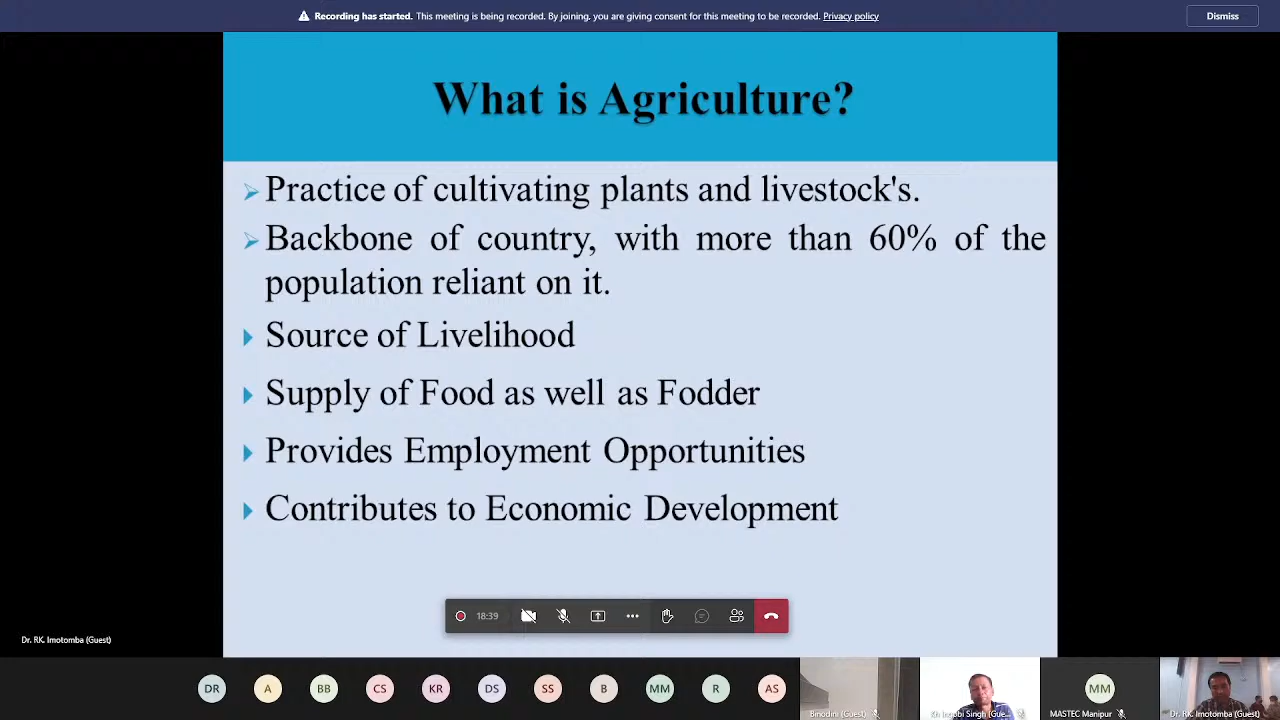 Recording has started. This meeting is being recorded. By joining, you are giving consent for this meeting to be recorded. Privacy policy
Dismiss
What is Agriculture?
Practice of cultivating plants and livestock's.
Backbone of country, with more than 60% of the
population reliant on it.
Source of Livelihood
Supply of Food as well as Fodder
Provides Employment Opportunities
Contributes to Economic Development
18:39
Dr. RK. Imotomba (Guest)
DR A BB CS KR DS SS B MM R AS MM
Binodini (Guest)
Singh (Gue...
MASTEC Manipur
Dr. RK. Imotomba (Guest)